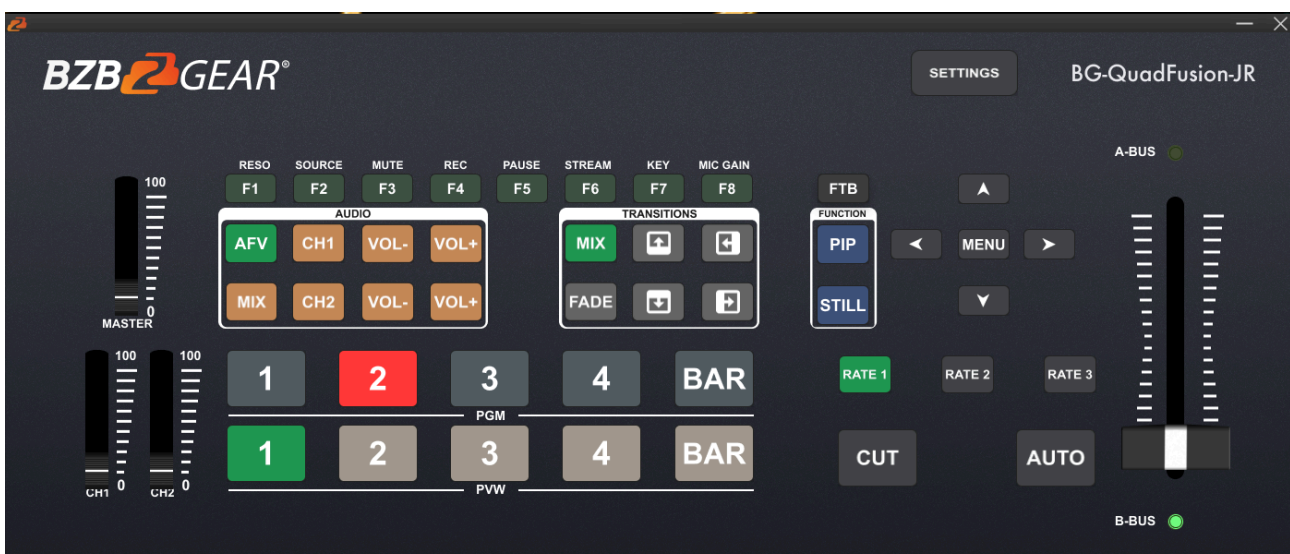 BZBGEAR®
SETTINGS
BG-QuadFusion-JR
A-BUS
RESO SOURCE MUTE REC PAUSE STREAM KEY MIC GAIN
F1 F2 F3 F4 F5 F6 F7 F8 FTB
100
AUDIO TRANSITIONS FUNCTION
AFV CH1 VOL- VOL+ MIX PIP MENU
MIX CH2 VOL- VOL+ FADE STILL
0
MASTER
100 100
1 2 3 4 BAR RATE 1 RATE 2 RATE 3
PGM
1 2 3 4 BAR CUT AUTO
0 0
CH1 CH2 PVW
B-BUS